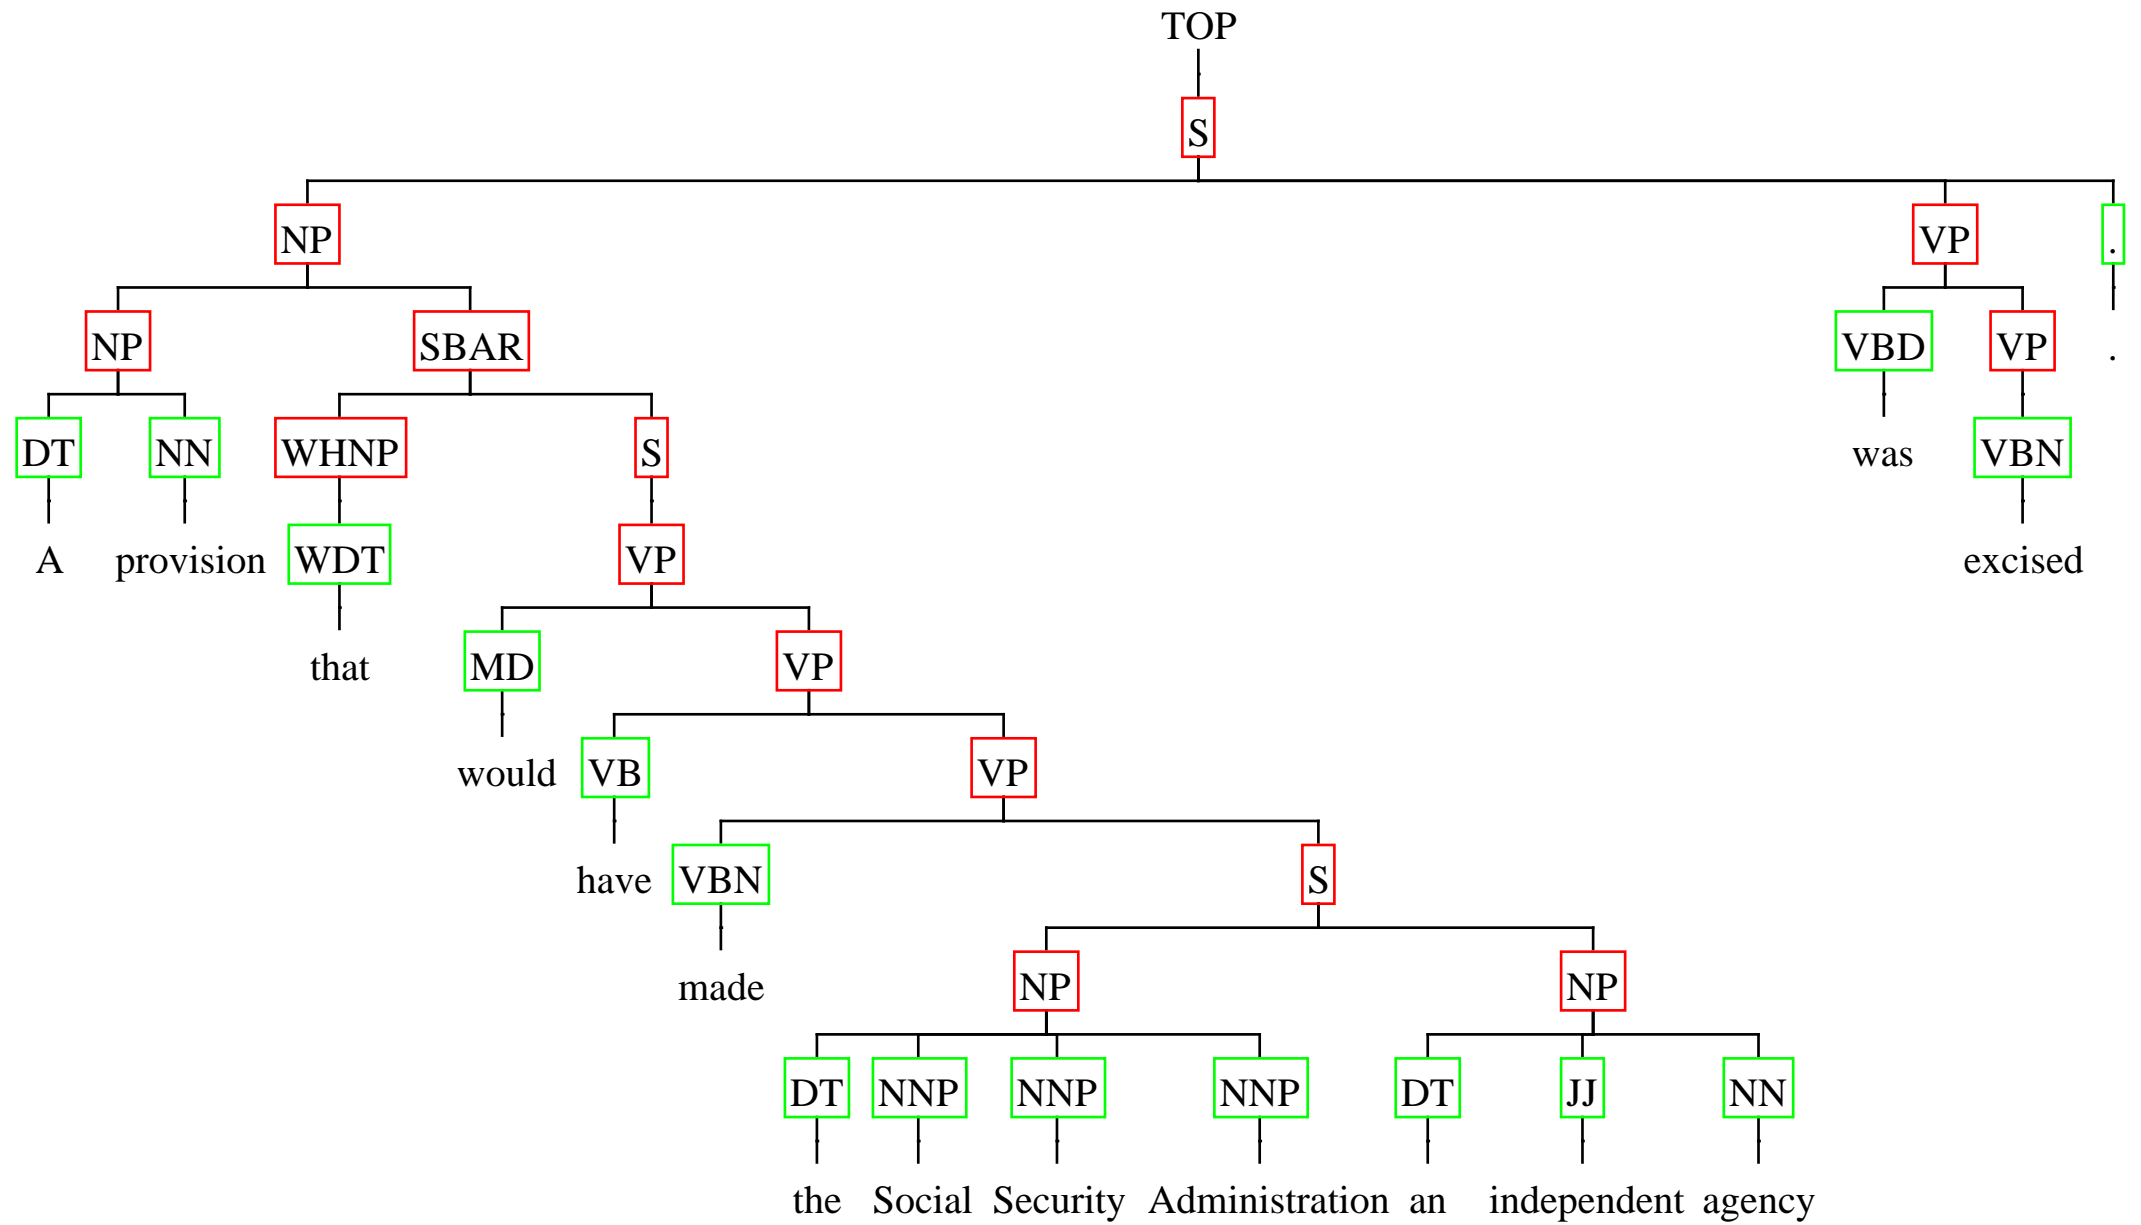 TOP
S
NP VP .
NP SBAR VBD VP .
DT NN WHNP S was VBN
A provision WDT VP excised
that MD VP
would VB VP
have VBN S
made NP NP
DT NNP NNP NNP DT JJ NN
the Social Security Administration an independent agency